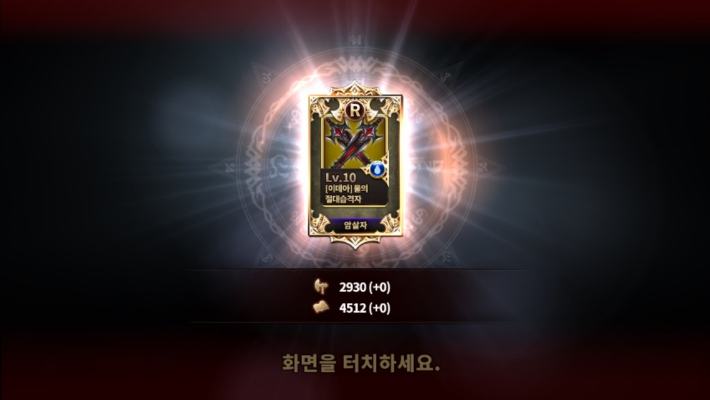 R
Lv.10
[이데아] 물의
절대습격자
암살자
2930 (+0)
4512 (+0)
화면을 터치하세요.